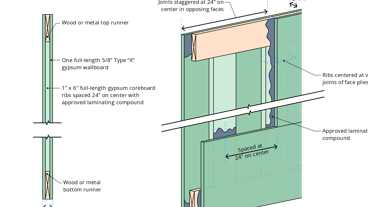 Joints staggered at 24" on
center in opposing faces
Wood or metal top runner
One full-length 5/8" Type "X"
gypsum wallboard
1" x 6" full-length gypsum coreboard
ribs spaced 24" on center with
approved laminating compound
Wood or metal
bottom runner
Ribs centered at
joints of face plies
Approved
compound.
Spaced at
24" on center